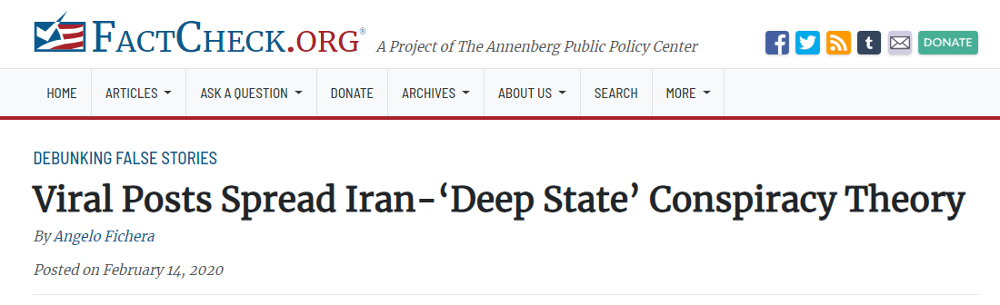 FACTCHECK.ORG® A Project of The Annenberg Public Policy Center
f t DONATE
HOME ARTICLES ASK A QUESTION DONATE ARCHIVES ABOUT US SEARCH MORE
DEBUNKING FALSE STORIES
Viral Posts Spread Iran-‘Deep State’ Conspiracy Theory
By Angelo Fichera
Posted on February 14, 2020